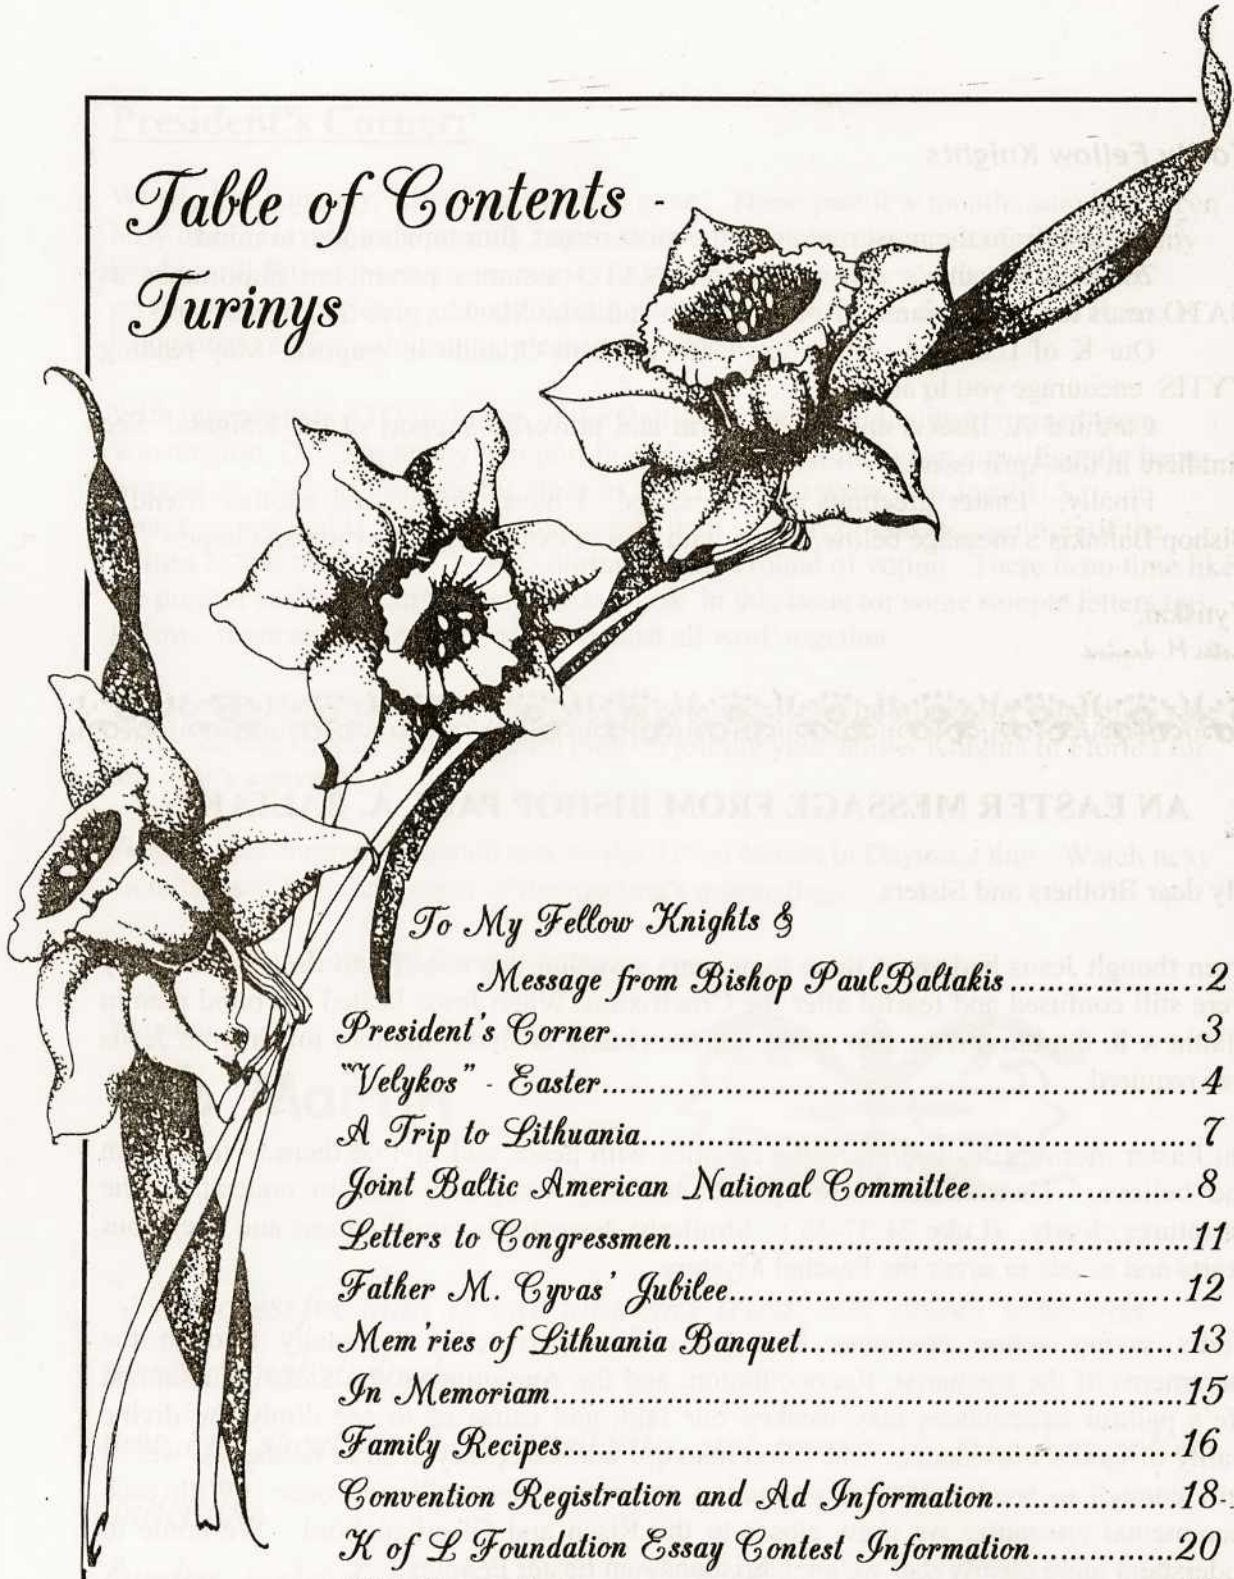 Table of Contents -
Turinys
To My Fellow Knights &
Message from Bishop Paul Baltakis ................. 2
President's Corner ................. 3
"Velykos" - Easter ................. 4
A Trip to Lithuania ................. 7
Joint Baltic American National Committee ................. 8
Letters to Congressmen ................. 11
Father M. Cyvas' Jubilee ................. 12
Mem'ries of Lithuania Banquet ................. 13
In Memoriam ................. 15
Family Recipes ................. 16
Convention Registration and Ad Information ................. 18-
K of L Foundation Essay Contest Information ................. 20